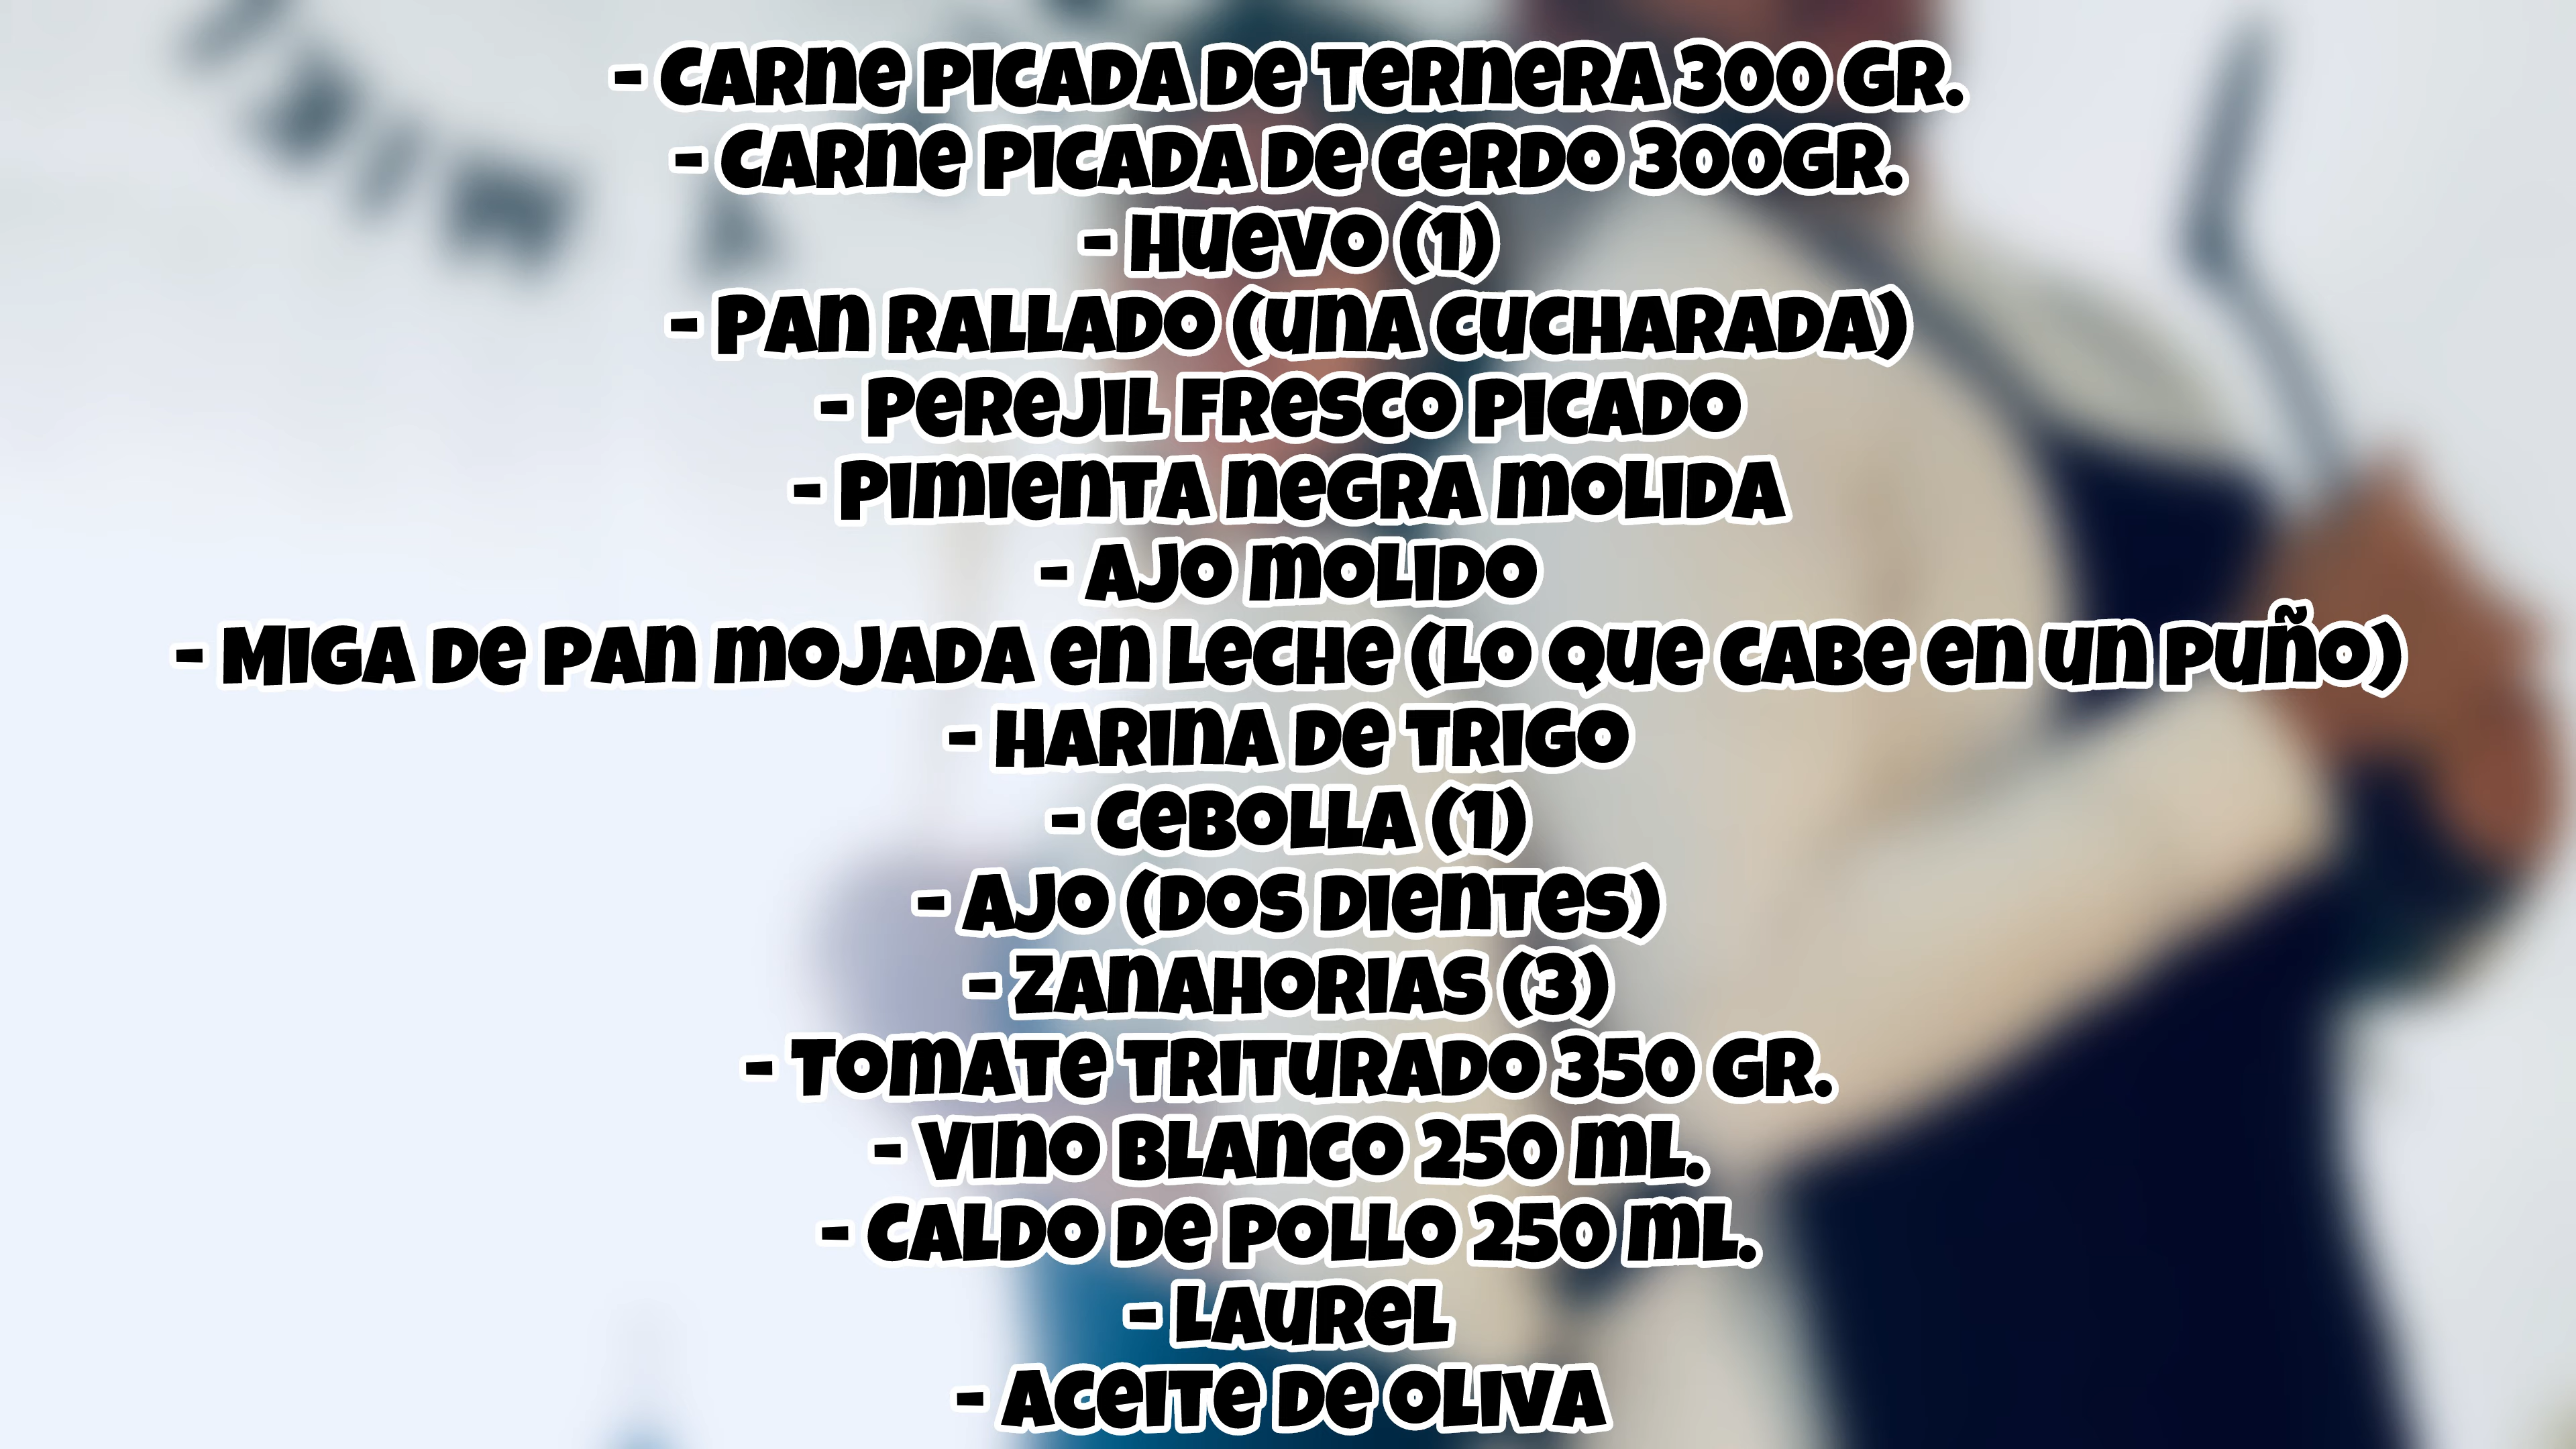 - Carne picada de ternera 300 gr.
- Carne picada de cerdo 300gr.
- Huevo (1)
- Pan rallado (una cucharada)
- Perejil fresco picado
- Pimienta negra molida
- Ajo molido
- Miga de pan mojada en leche (lo que cabe en un puño)
- Harina de trigo
- Cebolla (1)
- Ajo (dos dientes)
- Zanahorias (3)
- Tomate triturado 350 gr.
- Vino blanco 250 ml.
- Caldo de pollo 250 ml.
- Laurel
- Aceite de oliva